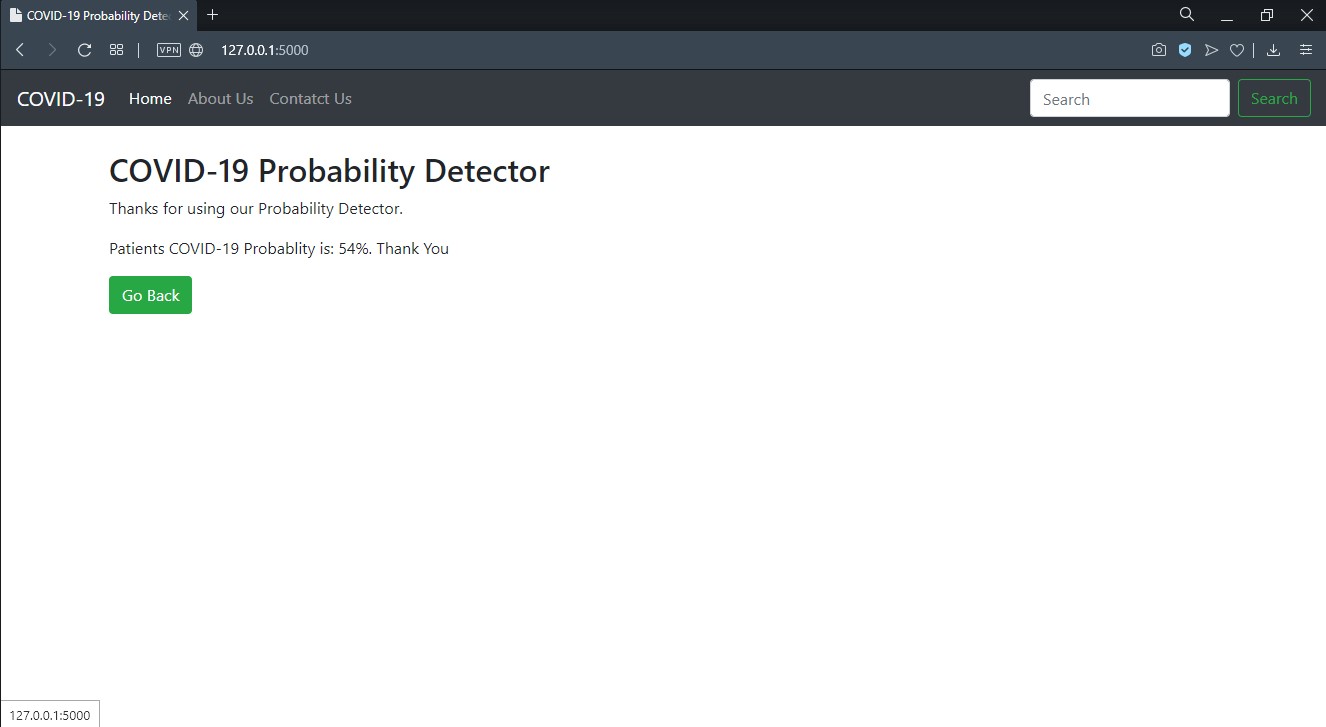 COVID-19 Probability Detec
VPN 127.0.0.1:5000
COVID-19 Home About Us Contatct Us Search Search
COVID-19 Probability Detector
Thanks for using our Probability Detector.
Patients COVID-19 Probablity is: 54%. Thank You
Go Back
127.0.0.1:5000